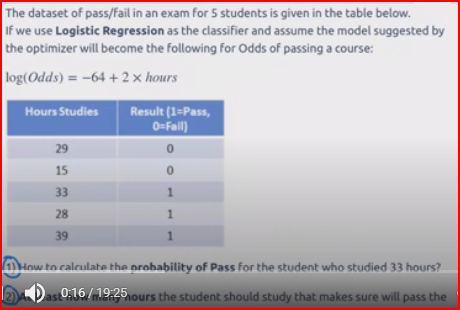 The dataset of pass/fail in an exam for 5 students is given in the table below.
If we use Logistic Regression as the classifier and assume the model suggested by
the optimizer will become the following for Odds of passing a course:
log(Odds) = −64 + 2 × hours
Hours Studies Result (1=Pass, 0=Fail)
29 0
15 0
33 1
28 1
39 1
1) How to calculate the probability of Pass for the student who studied 33 hours?
2) many hours the student should study that makes sure will pass the
0:16 / 19:25